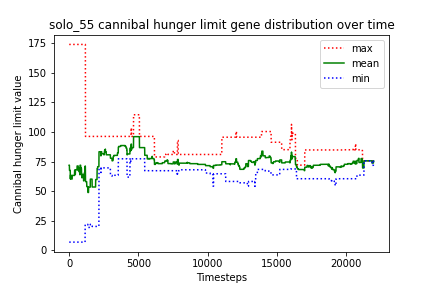 solo_55 cannibal hunger limit gene distribution over time
max
mean
min
Cannibal hunger limit value
175
150
125
100
75
50
25
0
0 5000 10000 15000 20000
Timesteps